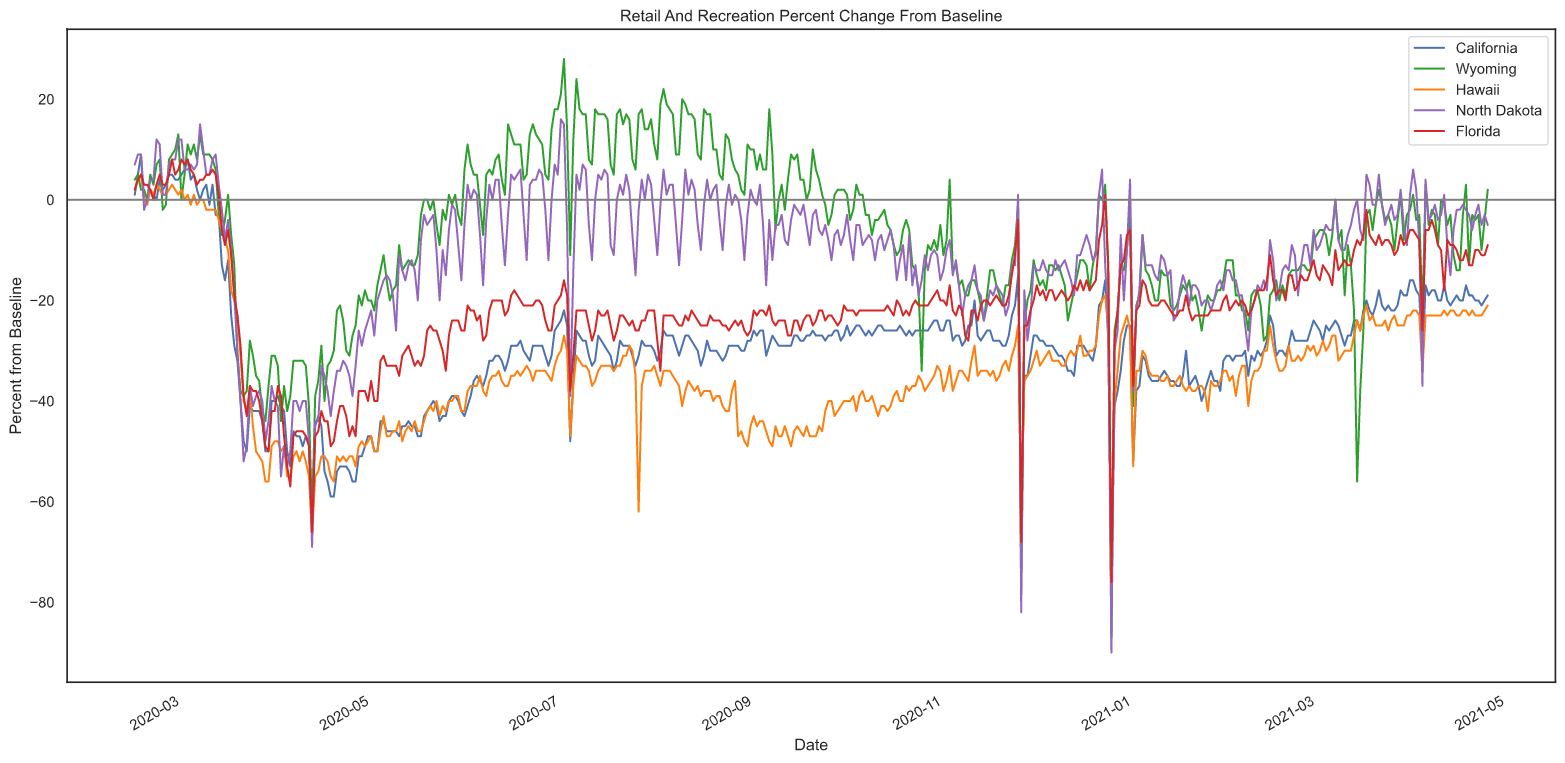 Retail And Recreation Percent Change From Baseline
California
Wyoming
Hawaii
North Dakota
Florida
20
0
−20
−40
−60
−80
Percent from Baseline
2020-03
2020-05
2020-07
2020-09
2020-11
2021-01
2021-03
2021-05
Date